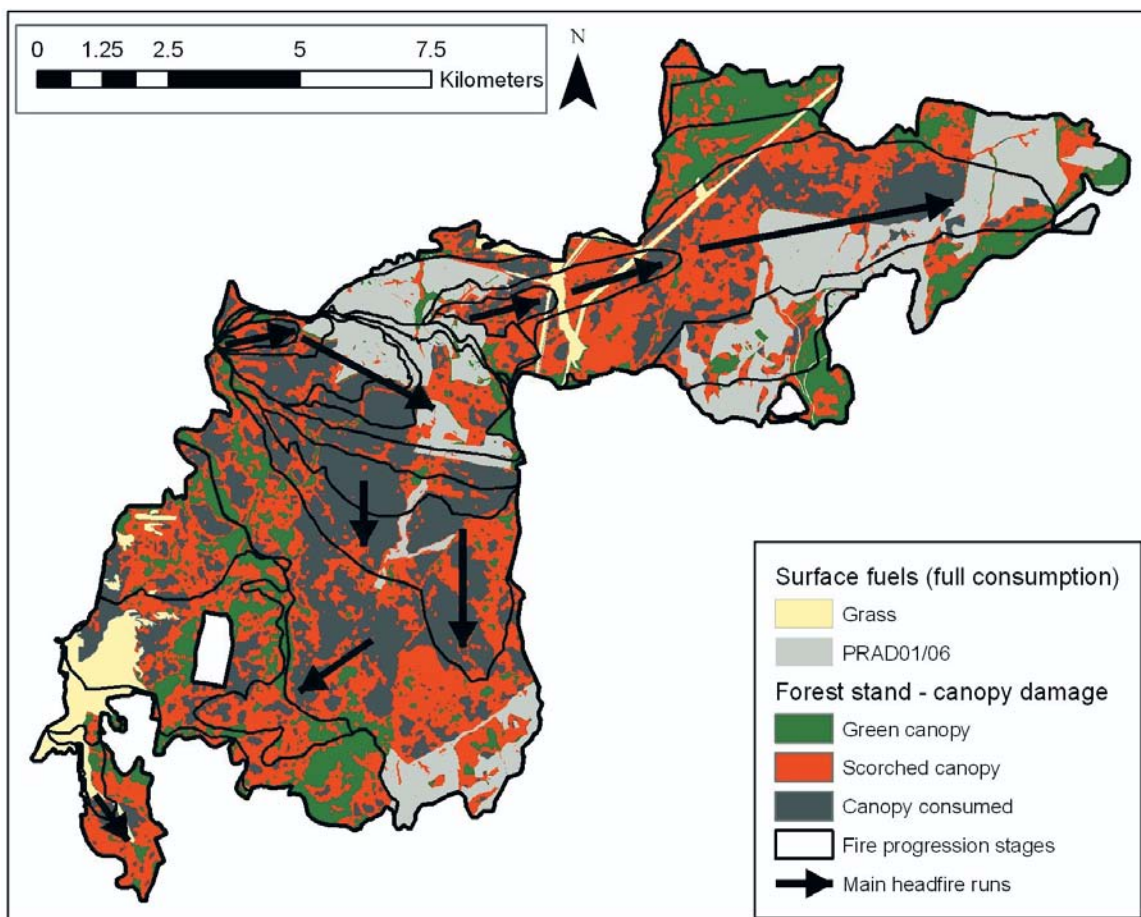 0 1.25 2.5 5 7.5
Kilometers
N
Surface fuels (full consumption)
Grass
PRAD01/06
Forest stand - canopy damage
Green canopy
Scorched canopy
Canopy consumed
Fire progression stages
Main headfire runs